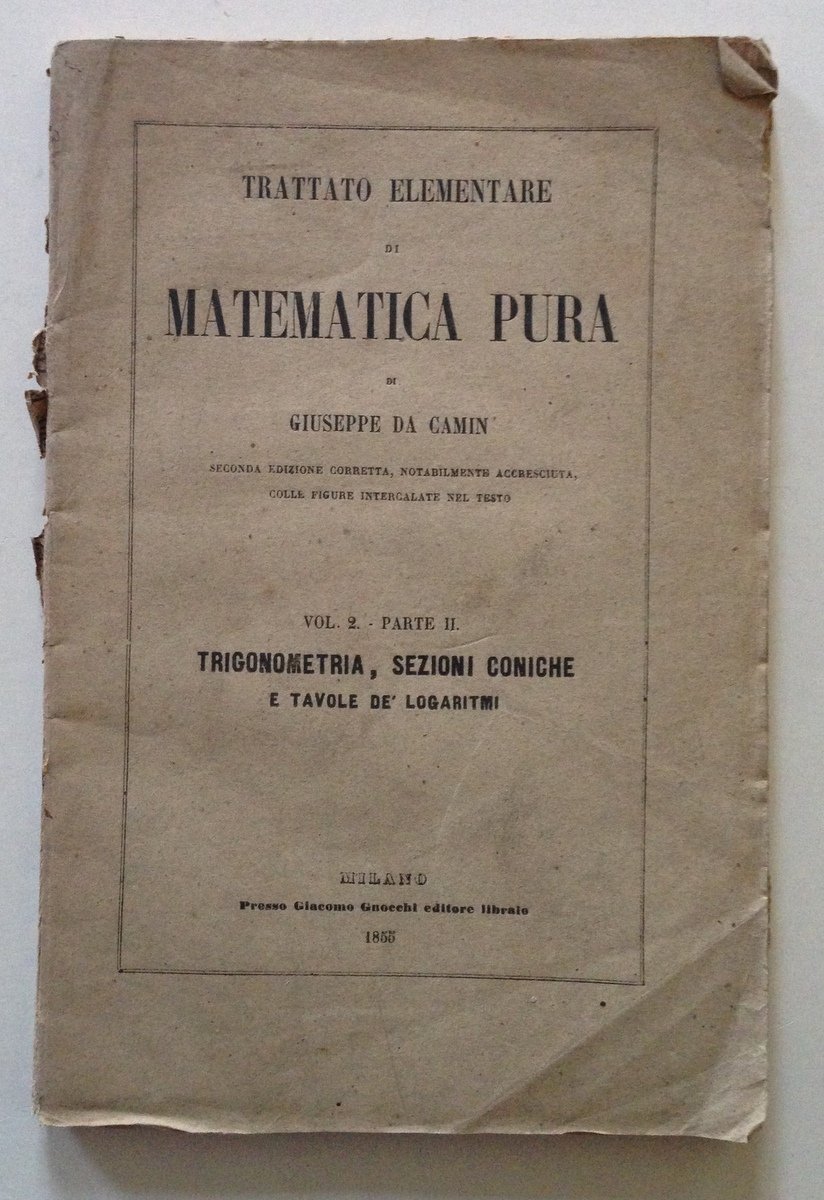 TRATTATO ELEMENTARE
DI
MATEMATICA PURA
DI
GIUSEPPE DA CAMIN
SECONDA EDIZIONE CORRETTA, NOTABILMENTE ACCRESCIUTA,
COLLE FIGURE INTERCALATE NEL TESTO
VOL. 2. - PARTE II.
TRIGONOMETRIA, SEZIONI CONICHE
E TAVOLE DE' LOGARITMI
MILANO
Presso Giacomo Gnocchi editore libraio
1855